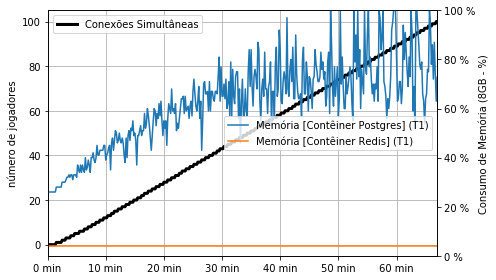 Conexões Simultâneas
Memória [Contêiner Postgres] (T1)
Memória [Contêiner Redis] (T1)
número de jogadores
Consumo de Memória (8GB - %)
100
80
60
40
20
0
100 %
80 %
60 %
40 %
20 %
0 %
0 min
10 min
20 min
30 min
40 min
50 min
60 min